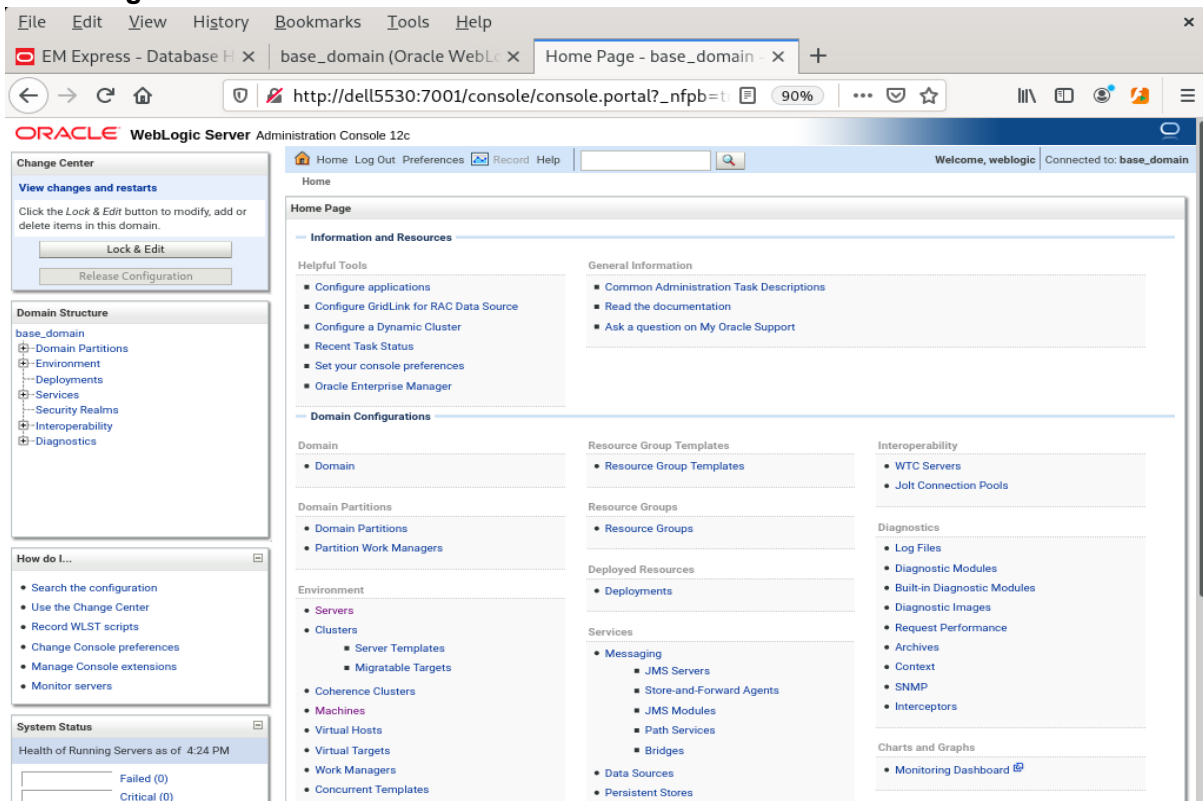 File Edit View History Bookmarks Tools Help
EM Express - Database H
base_domain (Oracle WebLo
Home Page - base_domain -
http://dell5530:7001/console/console.portal?_nfpb=t
90%
ORACLE WebLogic Server Administration Console 12c
Change Center
View changes and restarts
Click the Lock & Edit button to modify, add or
delete items in this domain.
Lock & Edit
Release Configuration
Domain Structure
base_domain
Domain Partitions
Environment
Deployments
Services
Security Realms
Interoperability
Diagnostics
How do I...
Search the configuration
Use the Change Center
Record WLST scripts
Change Console preferences
Manage Console extensions
Monitor servers
System Status
Health of Running Servers as of 4:24 PM
Failed (0)
Critical (0)
Home Log Out Preferences Record Help
Welcome, weblogic Connected to: base_domain
Home
Home Page
Information and Resources
Helpful Tools
Configure applications
Configure GridLink for RAC Data Source
Configure a Dynamic Cluster
Recent Task Status
Set your console preferences
Oracle Enterprise Manager
General Information
Common Administration Task Descriptions
Read the documentation
Ask a question on My Oracle Support
Domain Configurations
Domain
Domain
Domain Partitions
Domain Partitions
Partition Work Managers
Environment
Servers
Clusters
Server Templates
Migratable Targets
Coherence Clusters
Machines
Virtual Hosts
Virtual Targets
Work Managers
Concurrent Templates
Resource Group Templates
Resource Group Templates
Resource Groups
Resource Groups
Deployed Resources
Deployments
Services
Messaging
JMS Servers
Store-and-Forward Agents
JMS Modules
Path Services
Bridges
Data Sources
Persistent Stores
Interoperability
WTC Servers
Jolt Connection Pools
Diagnostics
Log Files
Diagnostic Modules
Built-in Diagnostic Modules
Diagnostic Images
Request Performance
Archives
Context
SNMP
Interceptors
Charts and Graphs
Monitoring Dashboard